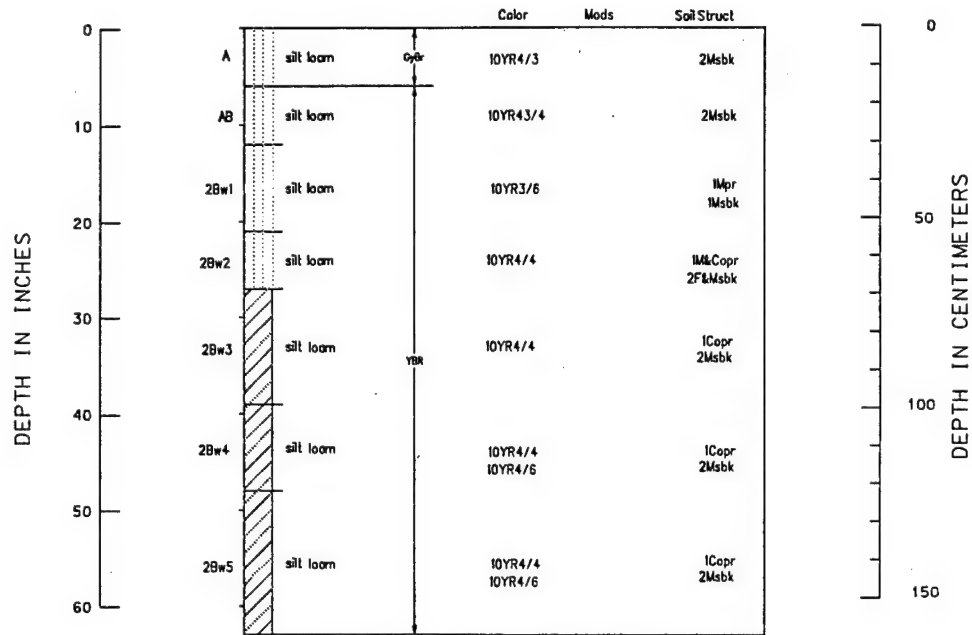 Color Mods Soil Struct
0 0
A silt loam GyBr 10YR4/3 2Msbk
AB silt loam 10YR43/4 2Msbk
10
2Bw1 silt loam 10YR3/6 1Mpr
1Msbk
20 50
2Bw2 silt loam 10YR4/4 1M&Copr
2F&Msbk
30
2Bw3 silt loam YBR 10YR4/4 1Copr
2Msbk
40 100
2Bw4 silt loam 10YR4/4 1Copr
10YR4/6 2Msbk
50
2Bw5 silt loam 10YR4/4 1Copr
10YR4/6 2Msbk
60 150
DEPTH IN INCHES
DEPTH IN CENTIMETERS